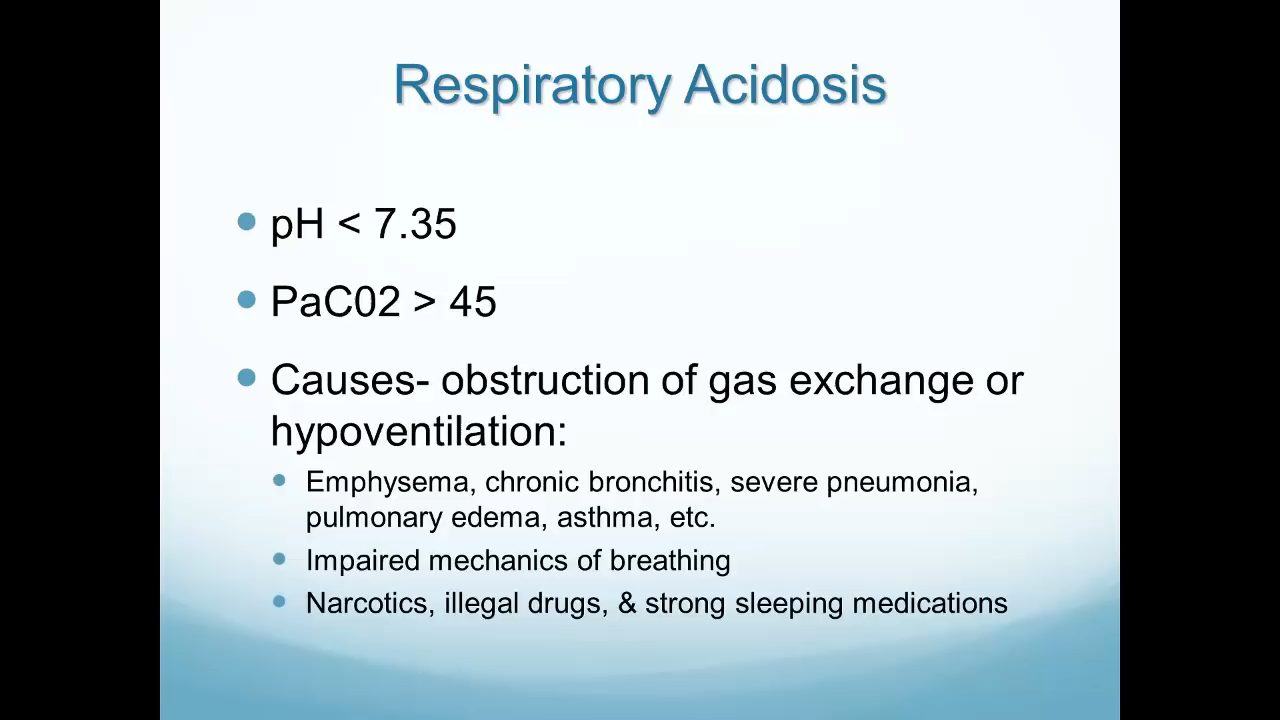 Respiratory Acidosis
• pH < 7.35
• PaC02 > 45
• Causes- obstruction of gas exchange or
hypoventilation:
• Emphysema, chronic bronchitis, severe pneumonia,
pulmonary edema, asthma, etc.
• Impaired mechanics of breathing
• Narcotics, illegal drugs, & strong sleeping medications